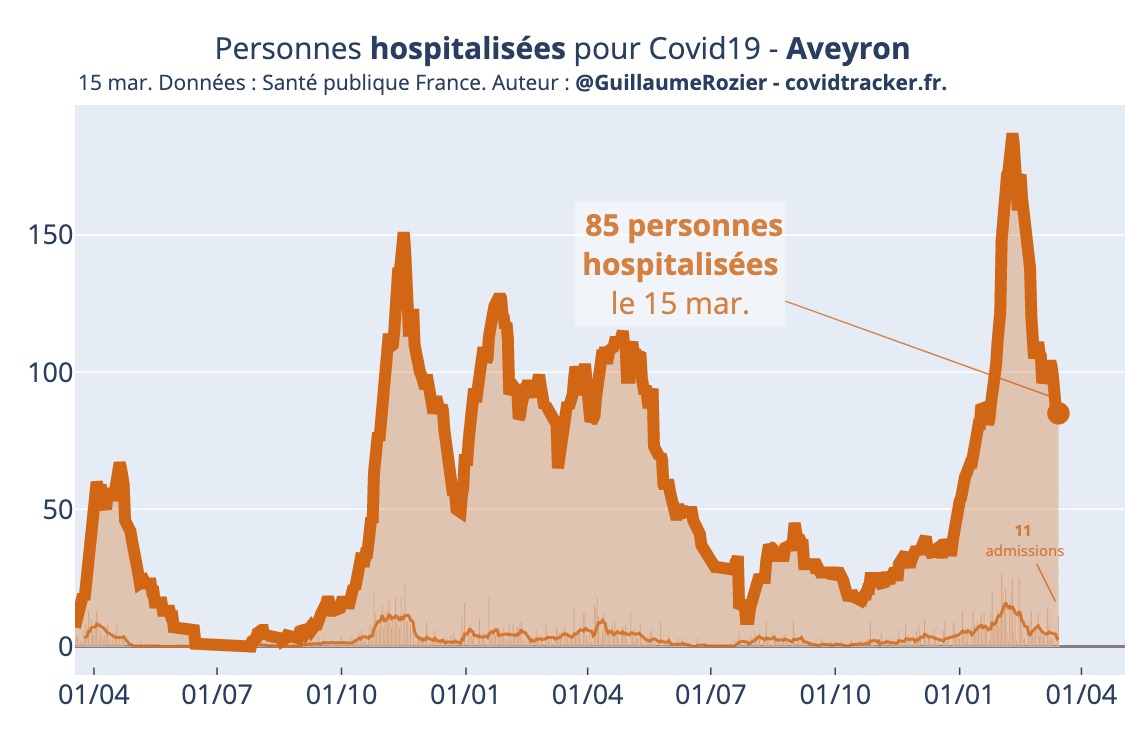 Personnes hospitalisées pour Covid19 - Aveyron
15 mar. Données : Santé publique France. Auteur : @GuillaumeRozier - covidtracker.fr.
150
100
50
0
85 personnes
hospitalisées
le 15 mar.
11
admissions
01/04 01/07 01/10 01/01 01/04 01/07 01/10 01/01 01/04